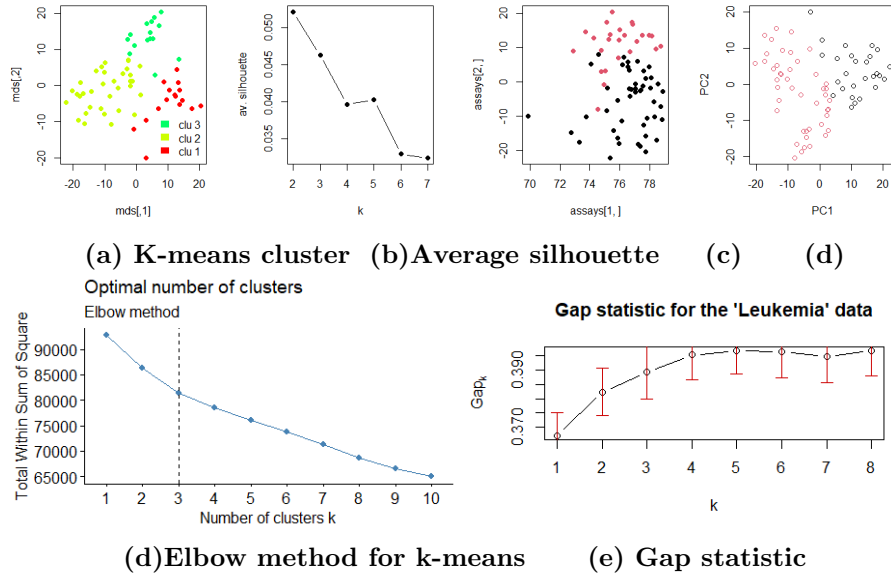 20
10
0
-10
-20
mds[,2]
clu 3
clu 2
clu 1
-20 -10 0 10 20
mds[,1]
0.050
0.045
0.040
0.035
av. silhouette
2 3 4 5 6 7
k
20
10
0
-10
-20
assays[2, ]
70 72 74 76 78
assays[1, ]
20
10
0
-10
-20
PC2
-20 -10 0 10 20
PC1
(a) K-means cluster (b)Average silhouette (c) (d)
Optimal number of clusters
Elbow method
Total Within Sum of Square
90000
85000
80000
75000
70000
65000
1 2 3 4 5 6 7 8 9 10
Number of clusters k
Gap statistic for the 'Leukemia' data
Gapk
0.390
0.370
1 2 3 4 5 6 7 8
k
(d)Elbow method for k-means (e) Gap statistic